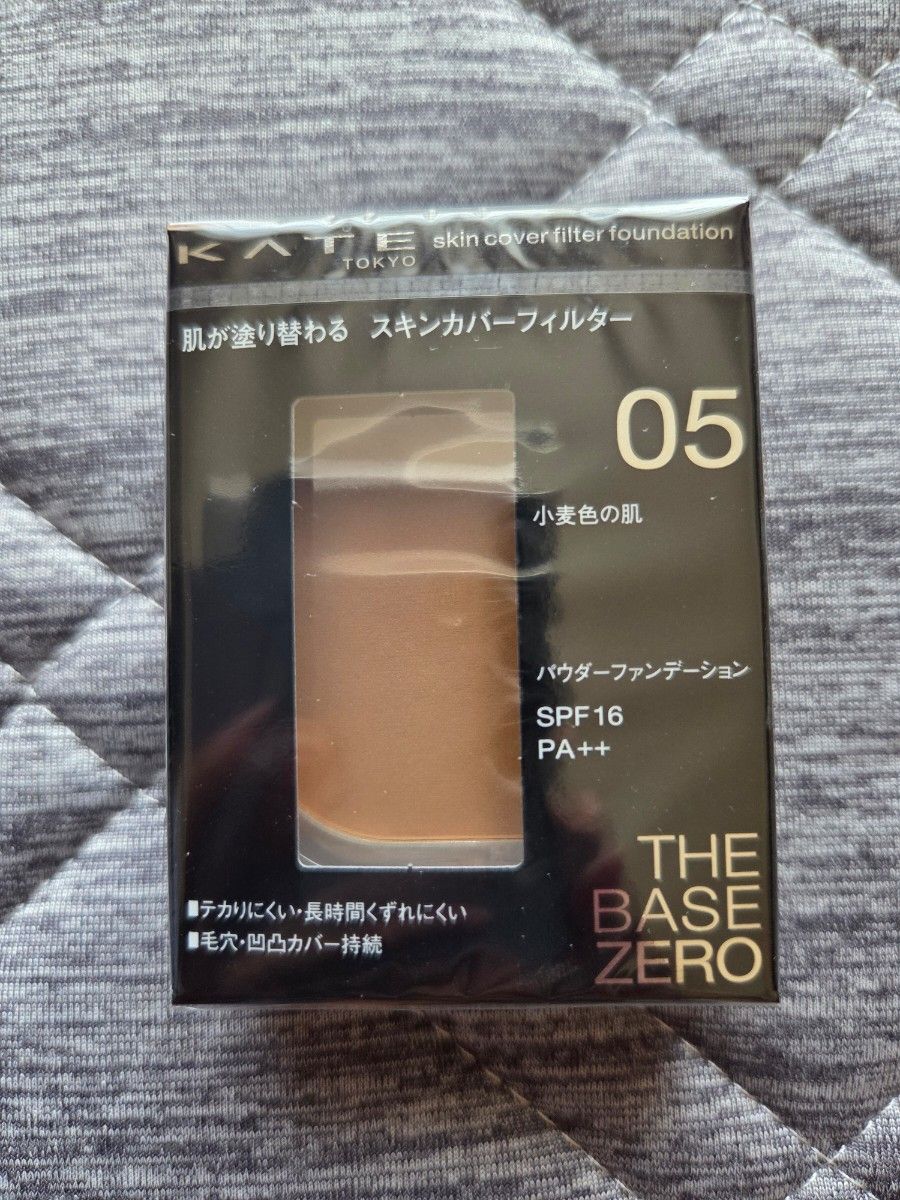 KATE
TOKYO
skin cover filter foundation
肌が塗り替わる スキンカバーフィルター
05
小麦色の肌
パウダーファンデーション
SPF16
PA++
THE
BASE
ZERO
■テカりにくい・長時間くずれにくい
■毛穴・凹凸カバー持続